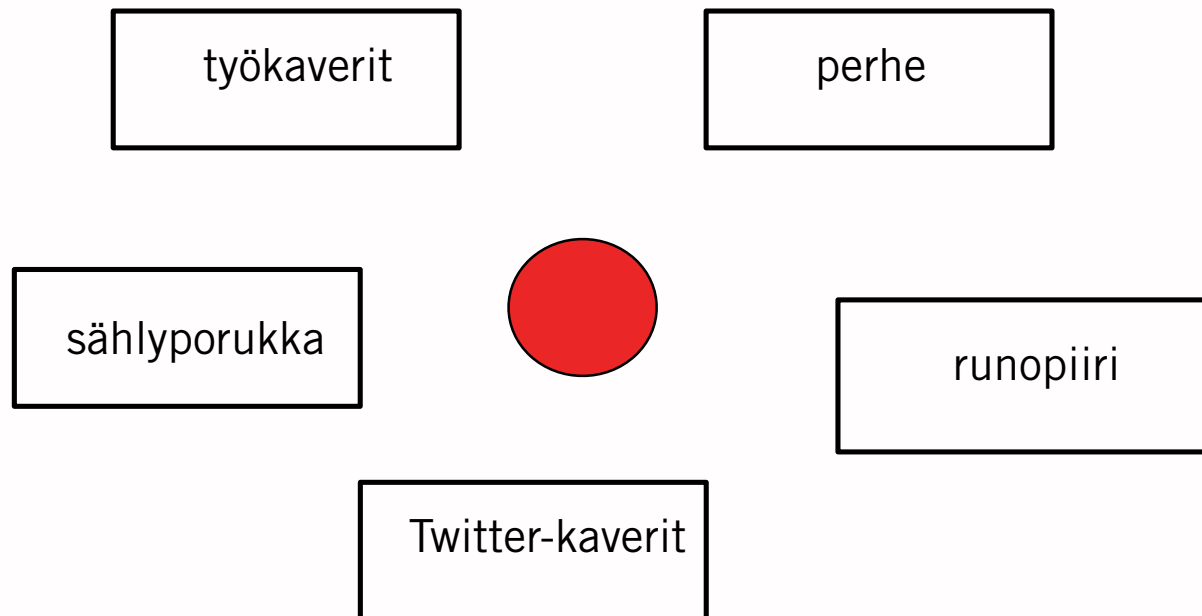 työkaverit
perhe
sählyporukka
runopiiri
Twitter-kaverit